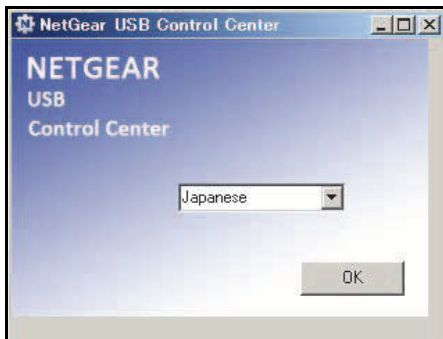 NetGear USB Control Center
NETGEAR
USB
Control Center
Japanese
OK